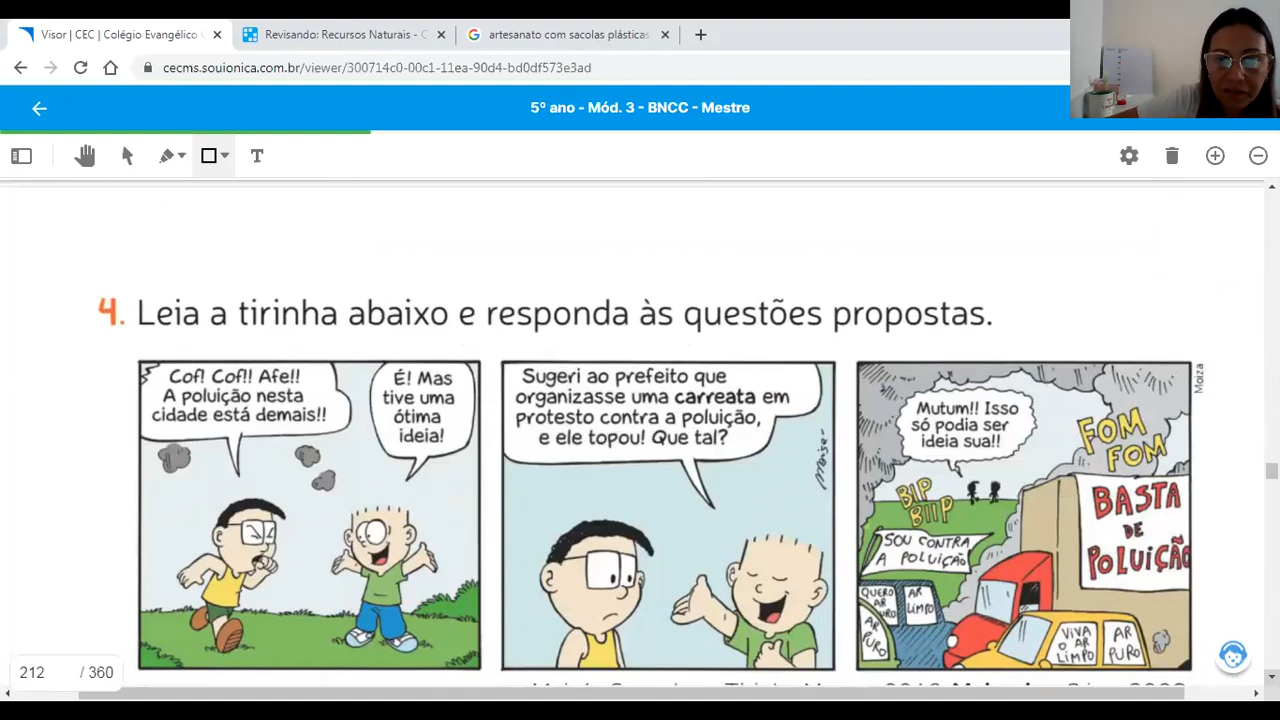 Visor | CEC | Colégio Evangélico
Revisando: Recursos Naturais - C
artesanato com sacolas plásticas
cecms.souionica.com.br/viewer/300714c0-00c1-11ea-90d4-bd0df573e3ad
5º ano - Mód. 3 - BNCC - Mestre
T
4. Leia a tirinha abaixo e responda às questões propostas.
Cof! Cof!! Afe!!
A poluição nesta
cidade está demais!!
É! Mas
tive uma
ótima
ideia!
Sugeri ao prefeito que
organizasse uma carreata em
protesto contra a poluição,
e ele topou! Que tal?
Mutum!! Isso
só podia ser
ideia sua!!
Moiza
FOM
FOM
BIP
BIIP
SOU CONTRA
A POLUIÇÃO
BASTA
DE
POLUIÇÃO
QUERO
AR
PURO
AR
LIMPO
AR
PURO
VIVA
O AR
LIMPO
AR
PURO
212 / 360